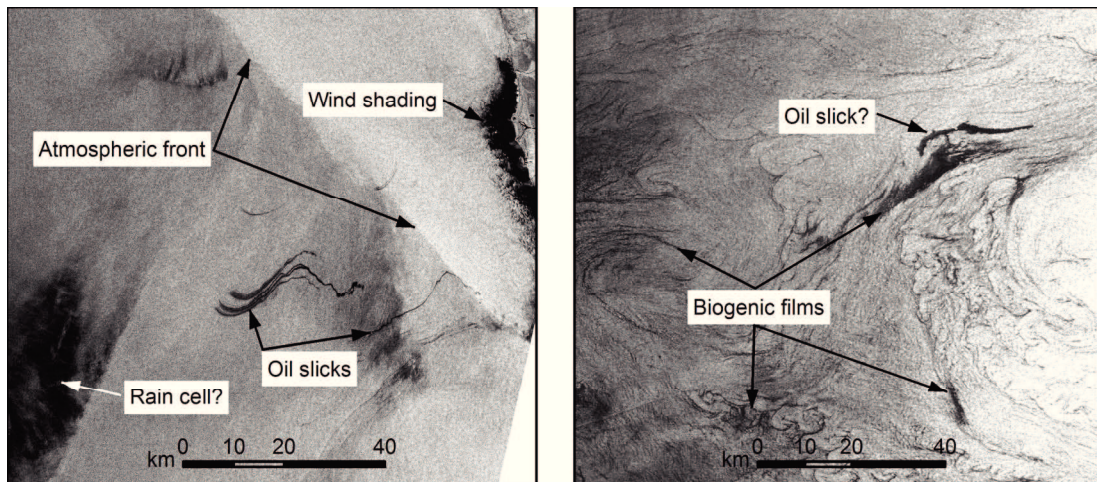 Wind shading
Atmospheric front
Oil slicks
Rain cell?
0 10 20 40
km
Oil slick?
Biogenic films
0 10 20 40
km